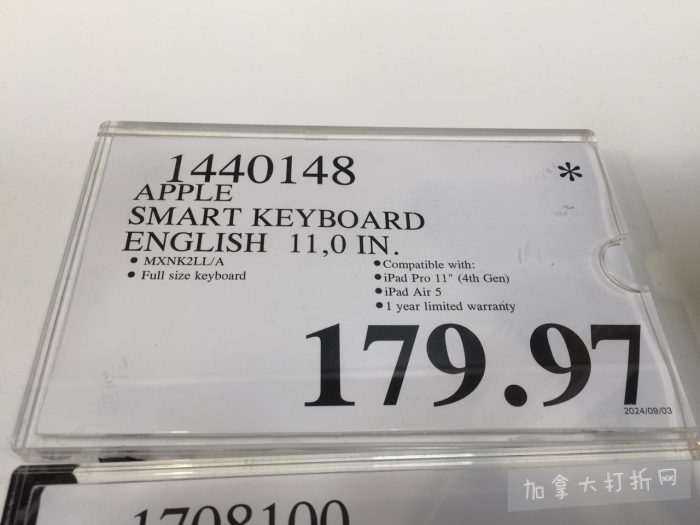 1440148
*
APPLE
SMART KEYBOARD
ENGLISH 11,0 IN.
● MXNK2LL/A
● Full size keyboard
●Compatible with:
●iPad Pro 11" (4th Gen)
●iPad Air 5
●1 year limited warranty
179.97
2024/09/03
1708100
加拿大打折网